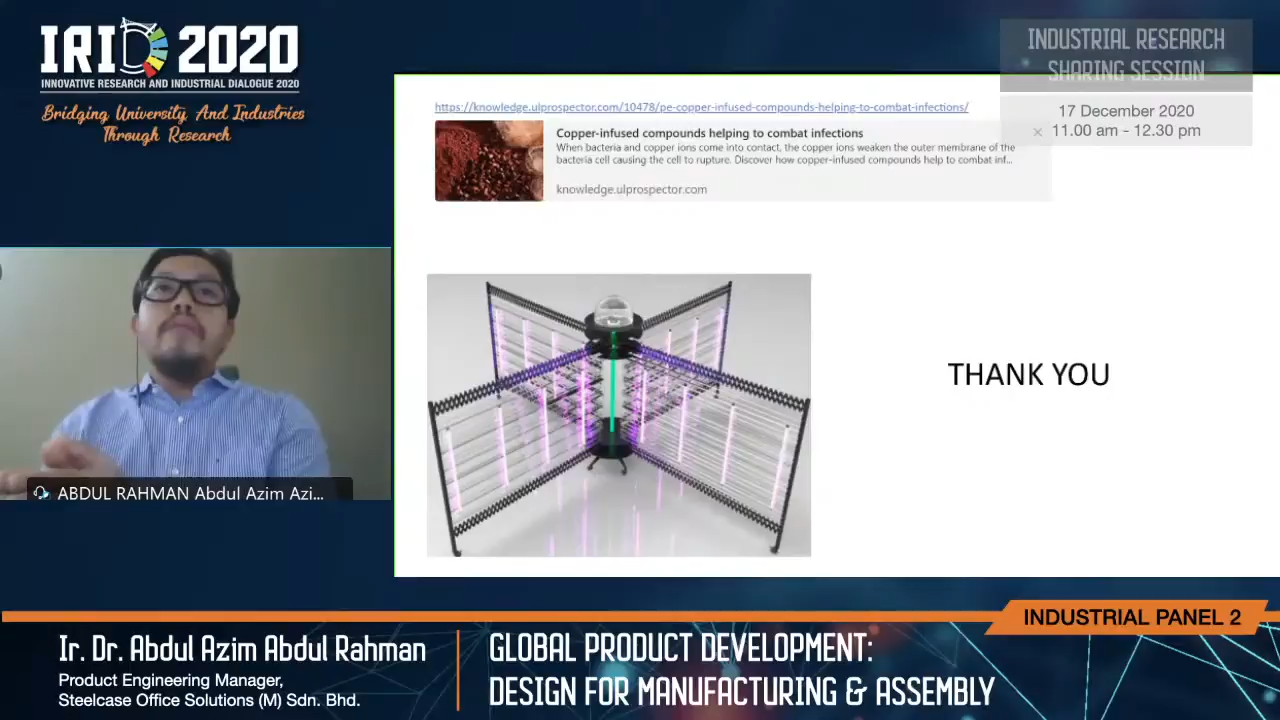 IRID 2020
INNOVATIVE RESEARCH AND INDUSTRIAL DIALOGUE 2020
Bridging University And Industries
Through Research
INDUSTRIAL RESEARCH
SHARING SESSION
17 December 2020
11.00 am - 12.30 pm
https://knowledge.ulprospector.com/10478/pe-copper-infused-compounds-helping-to-combat-infections/
Copper-infused compounds helping to combat infections
When bacteria and copper ions come into contact, the copper ions weaken the outer membrane of the
bacteria cell causing the cell to rupture. Discover how copper-infused compounds help to combat inf...
knowledge.ulprospector.com
THANK YOU
ABDUL RAHMAN Abdul Azim Azi...
INDUSTRIAL PANEL 2
Ir. Dr. Abdul Azim Abdul Rahman
Product Engineering Manager,
Steelcase Office Solutions (M) Sdn. Bhd.
GLOBAL PRODUCT DEVELOPMENT:
DESIGN FOR MANUFACTURING & ASSEMBLY